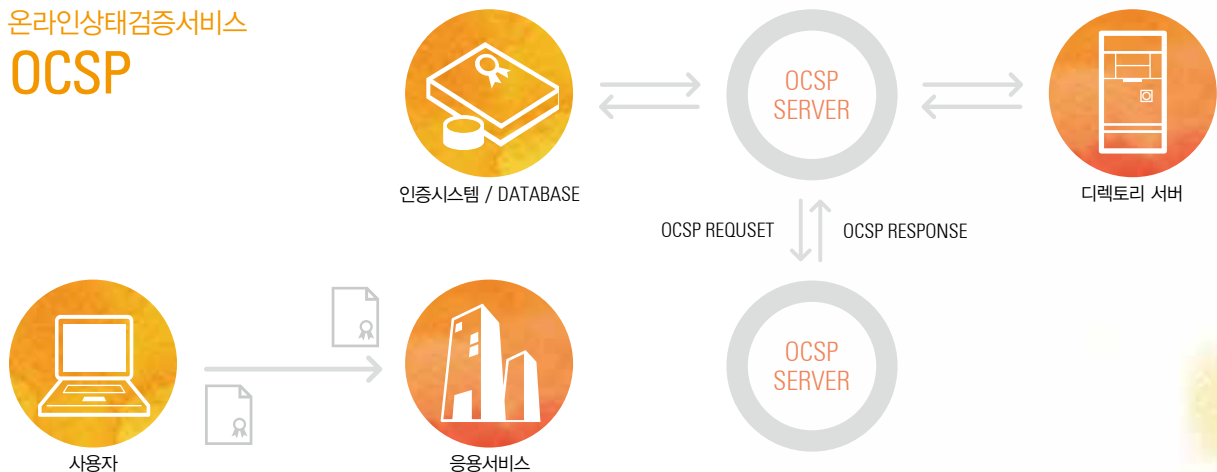 온라인상태검증서비스
OCSP
OCSP
SERVER
인증시스템 / DATABASE
디렉토리 서버
OCSP REQUSET
OCSP RESPONSE
OCSP
SERVER
사용자
응용서비스